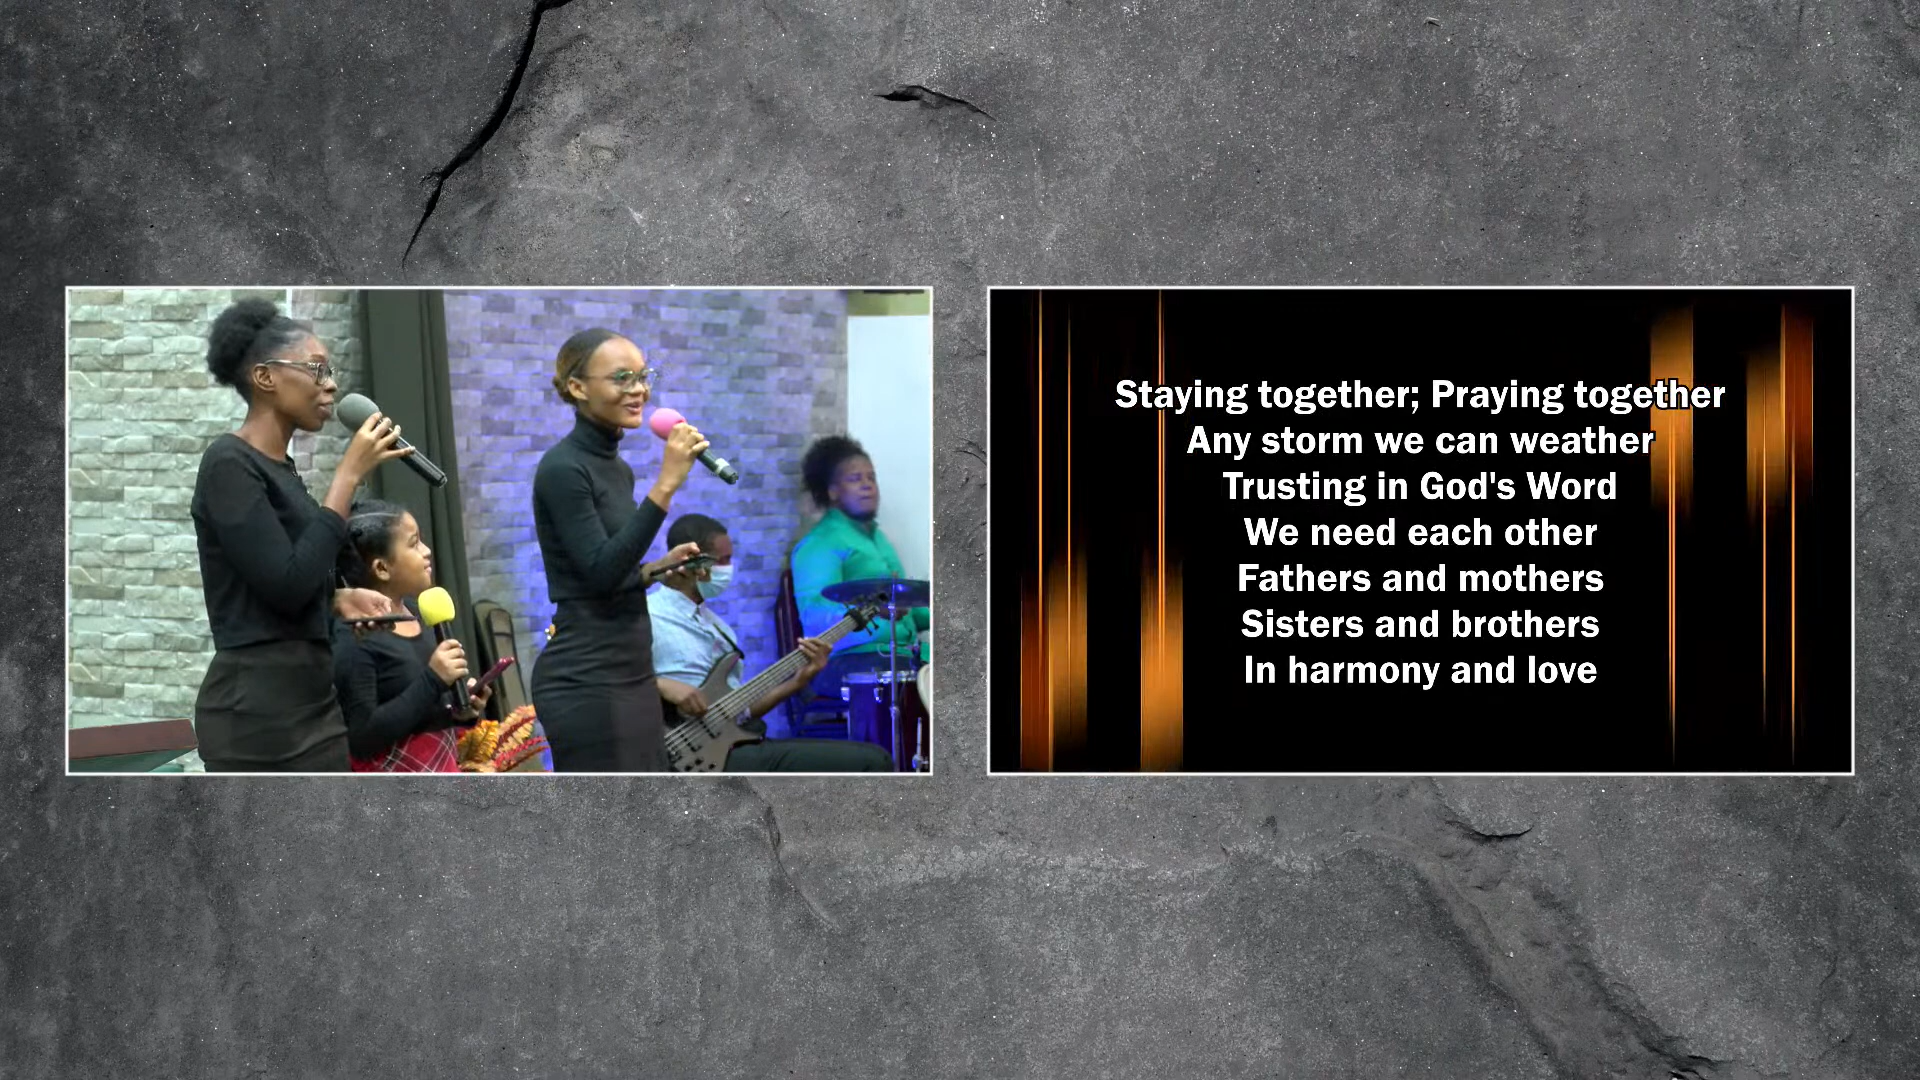 Staying together; Praying together
Any storm we can weather
Trusting in God's Word
We need each other
Fathers and mothers
Sisters and brothers
In harmony and love